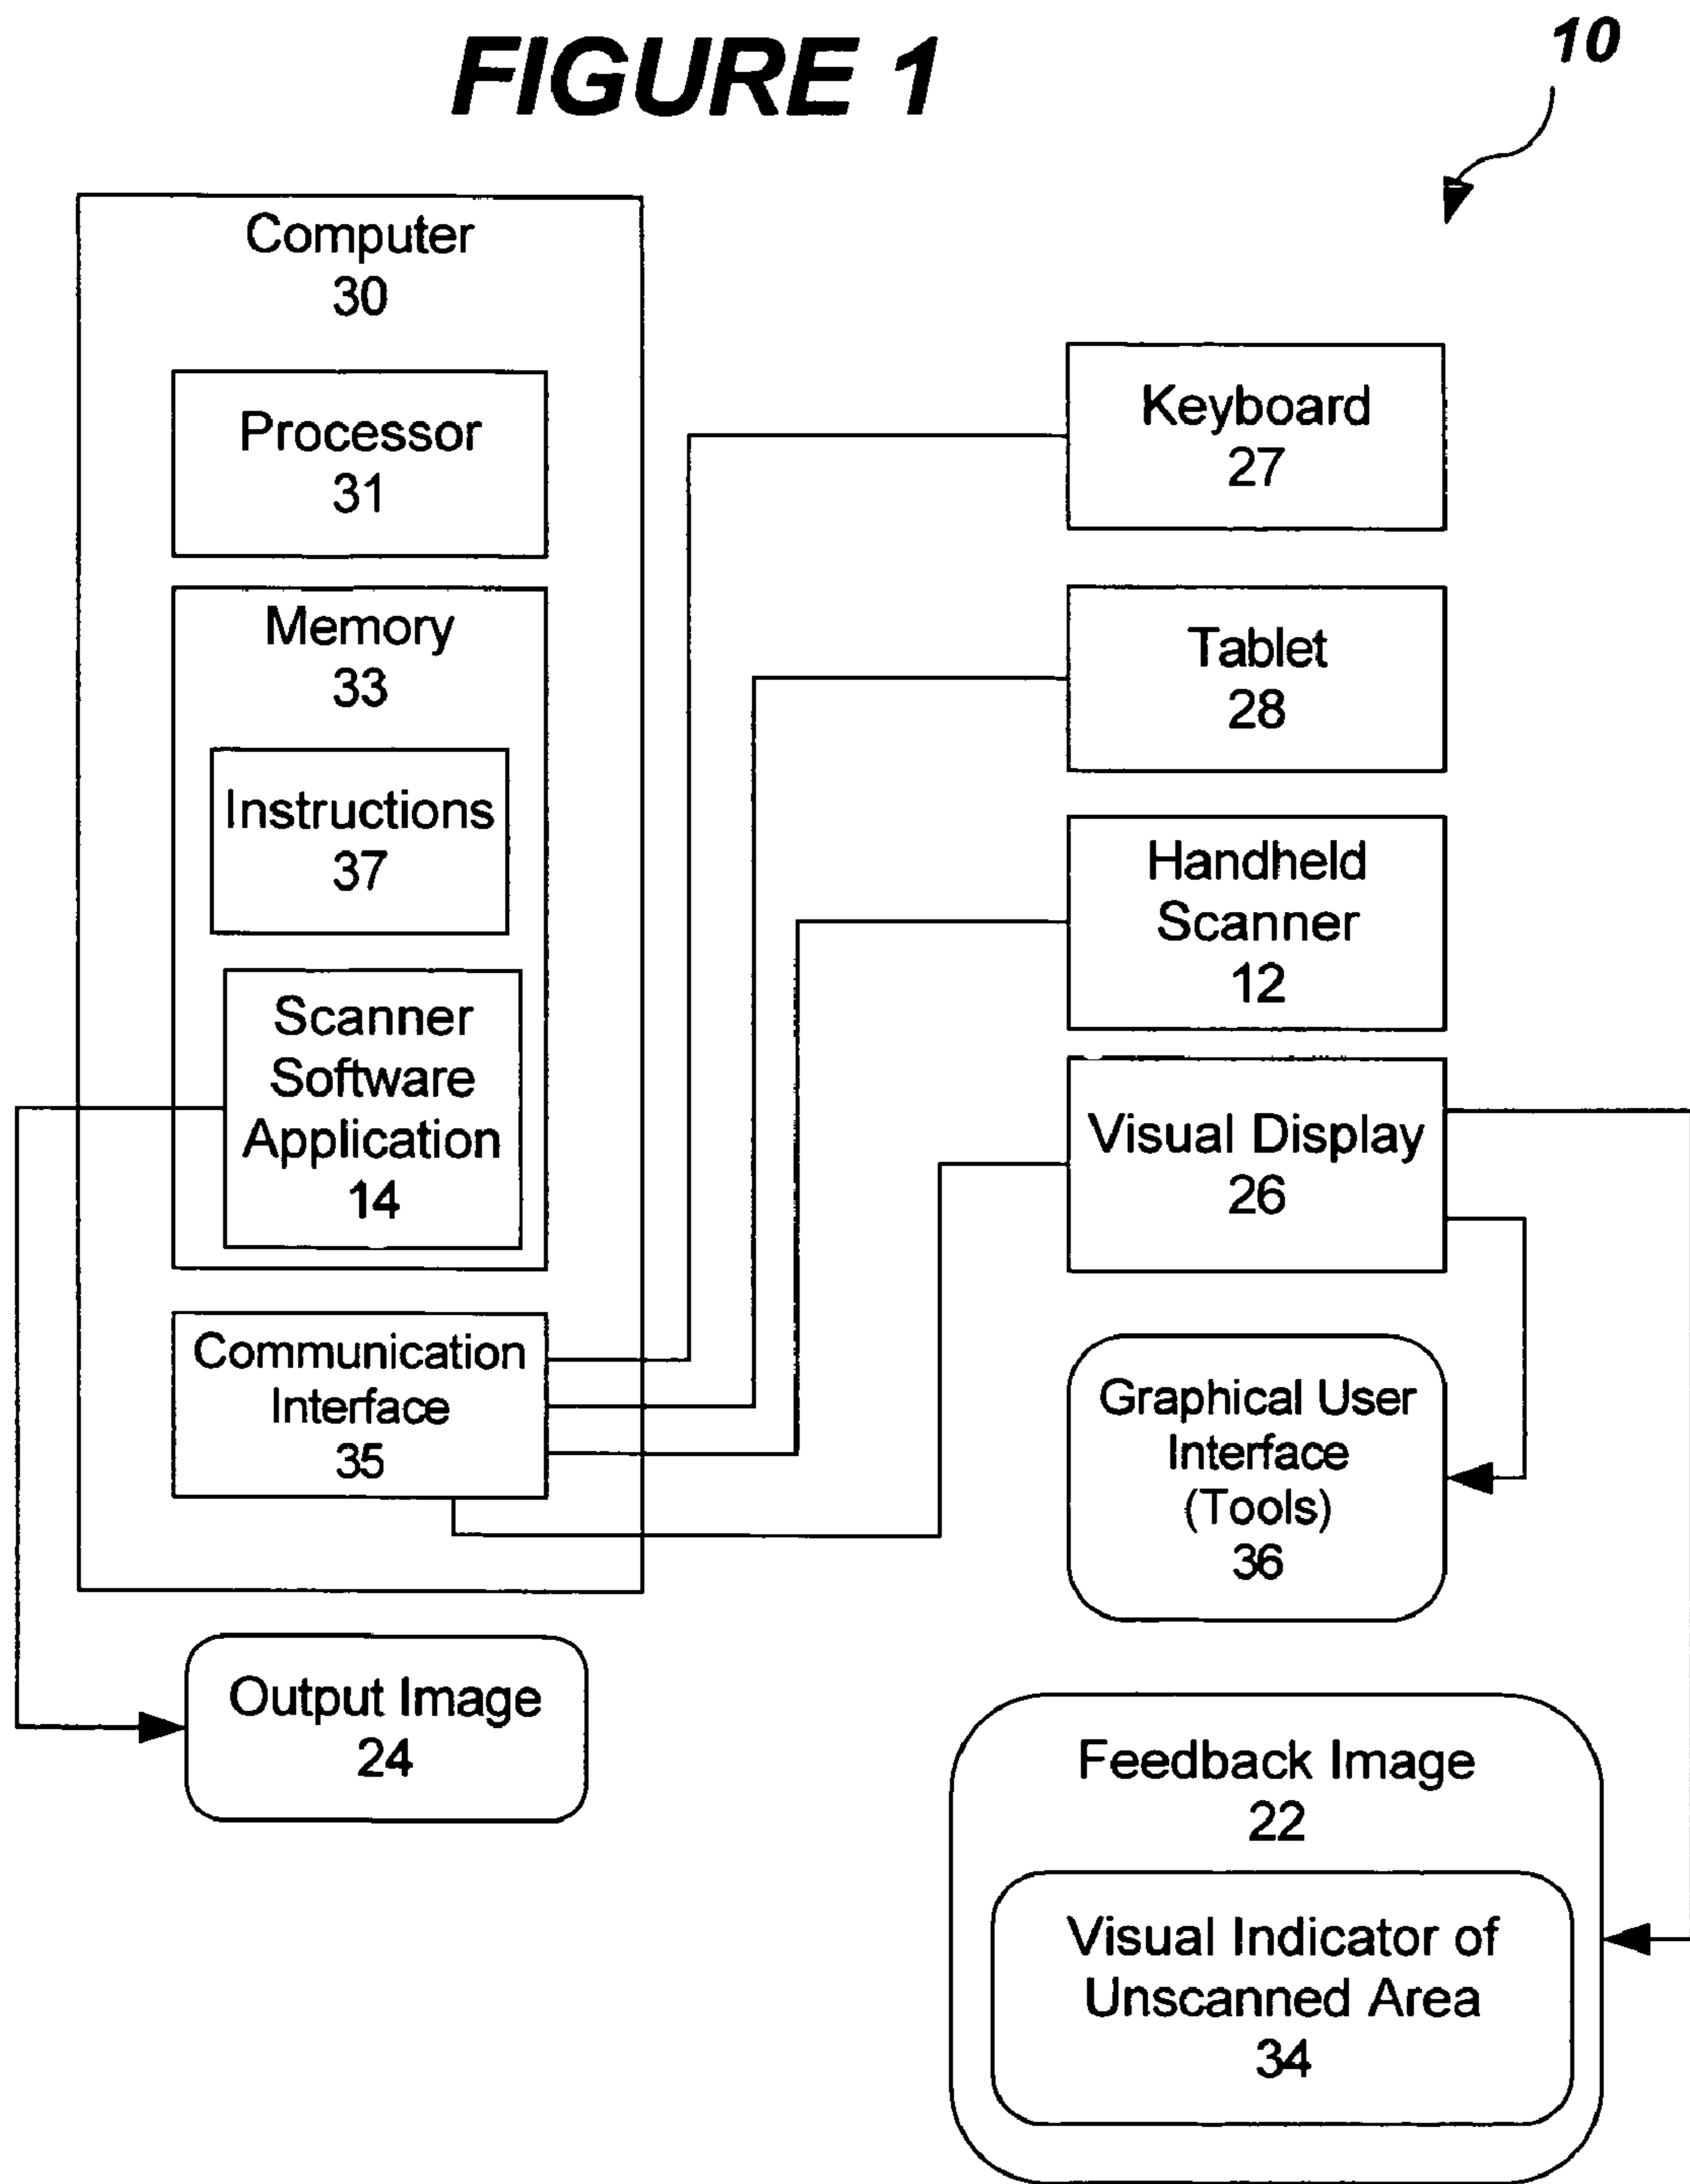 FIGURE 1
10
Computer
30
Processor
31
Memory
33
Instructions
37
Scanner
Software
Application
14
Communication
Interface
35
Output Image
24
Keyboard
27
Tablet
28
Handheld
Scanner
12
Visual Display
26
Graphical User
Interface
(Tools)
36
Feedback Image
22
Visual Indicator of
Unscanned Area
34